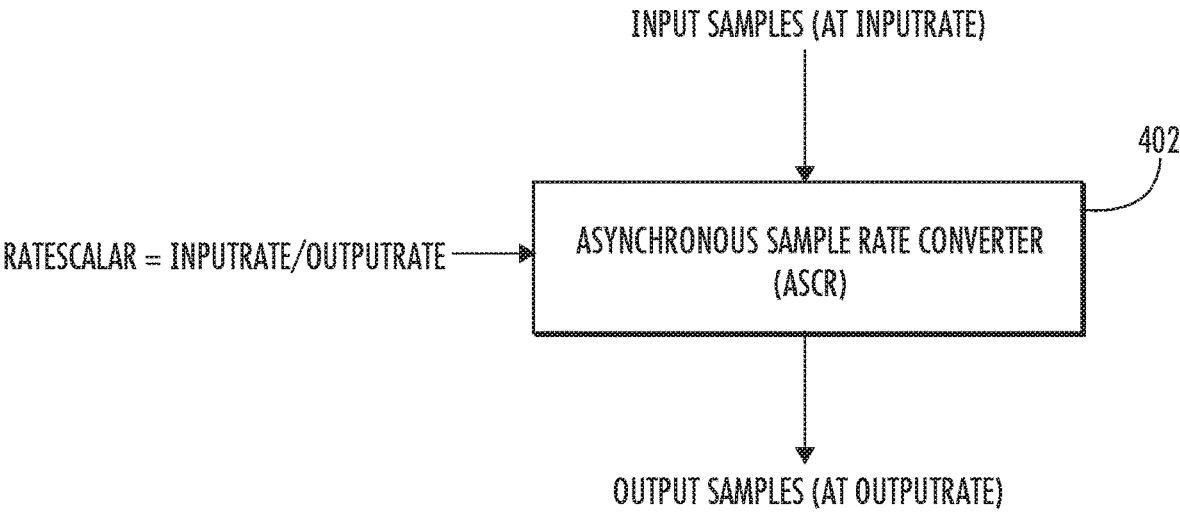 INPUT SAMPLES (AT INPUTRATE)
402
RATESCALAR = INPUTRATE/OUTPUTRATE
ASYNCHRONOUS SAMPLE RATE CONVERTER
(ASCR)
OUTPUT SAMPLES (AT OUTPUTRATE)